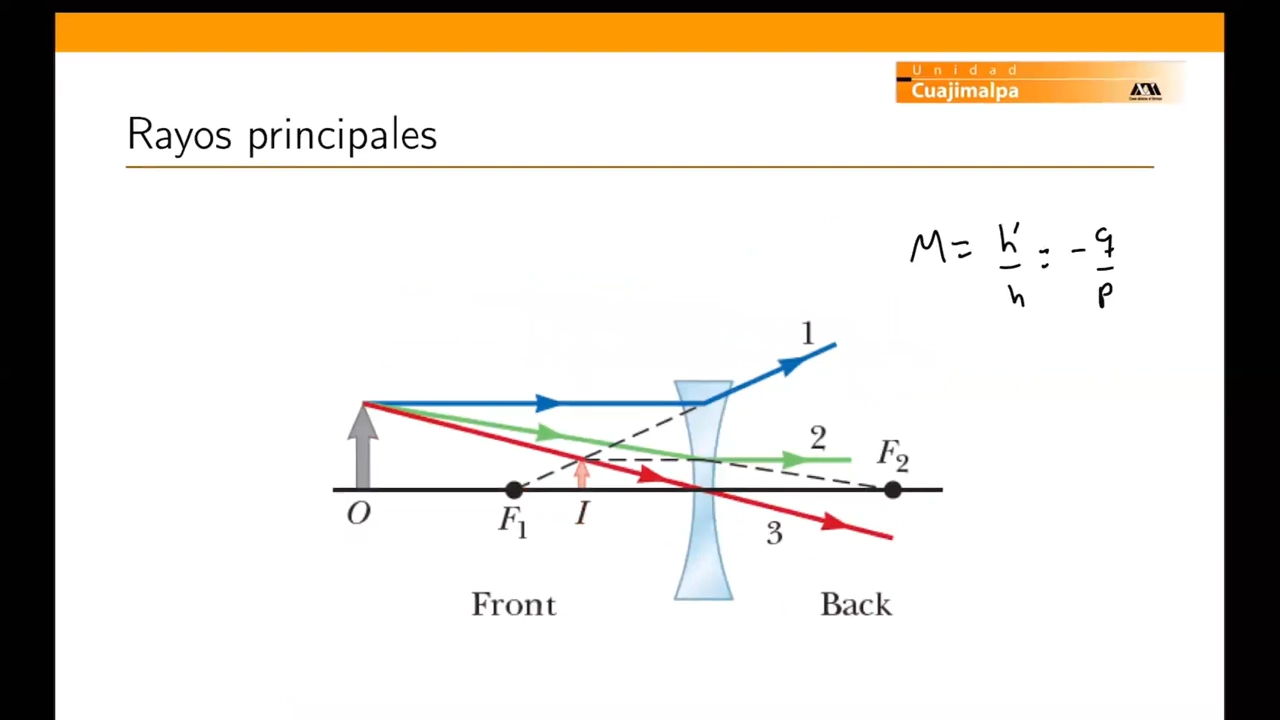 Unidad
Cuajimalpa
Rayos principales
M = h'/h = - q/p
1
2
F₂
O
F₁
I
3
Front
Back